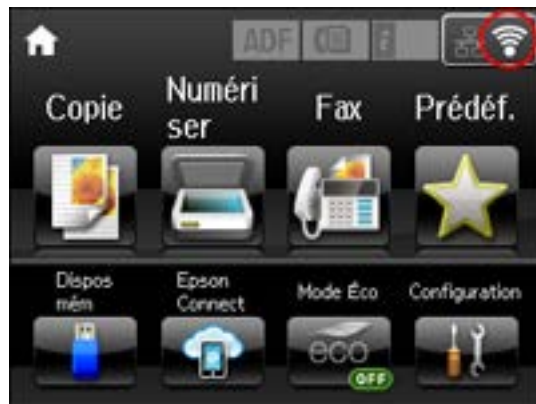 ADF
Copie
Numéri
ser
Fax
Prédéf.
Dispos
mém
Epson
Connect
Mode Éco
Configuration
eco
OFF